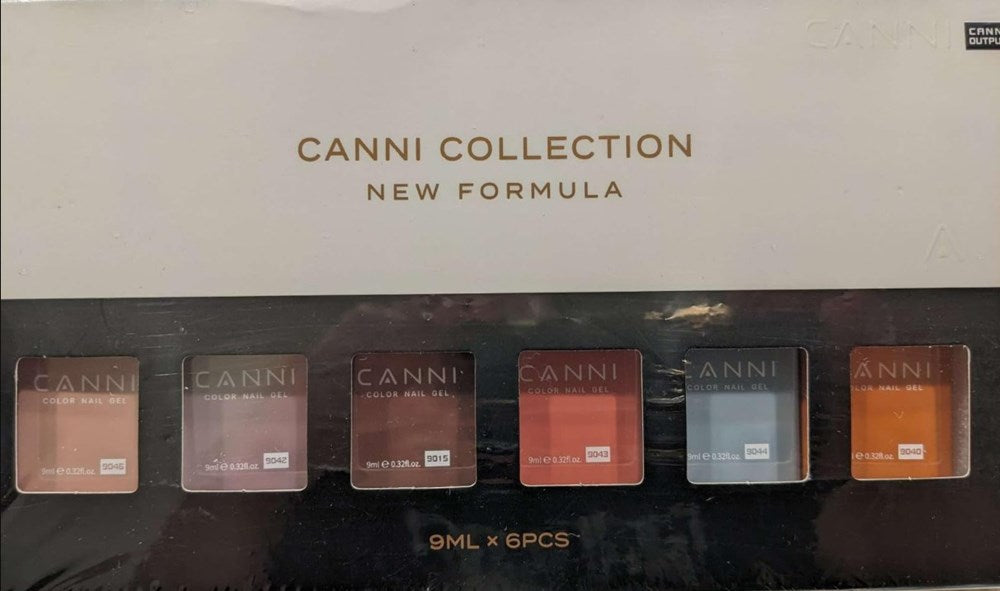 CANNI
CANNI COLLECTION
NEW FORMULA
CANNI
COLOR NAIL GEL
9ml e 0.32fl.oz.
CANNI
COLOR NAIL GEL
9ml e 0.32fl.oz. 9042
CANNI
COLOR NAIL GEL
9ml e 0.32fl.oz. 9015
CANNI
COLOR NAIL GEL
9ml e 0.32fl.oz. 9043
CANNI
COLOR NAIL GEL
9ml e 0.32fl.oz. 9044
ANNI
COLOR NAIL GEL
e 0.32fl.oz. 9040
9ML × 6PCS